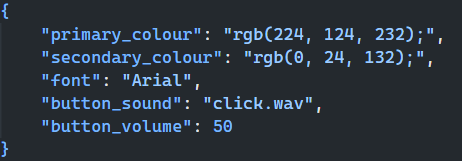 {
    "primary_colour": "rgb(224, 124, 232);",
    "secondary_colour": "rgb(0, 24, 132);",
    "font": "Arial",
    "button_sound": "click.wav",
    "button_volume": 50
}